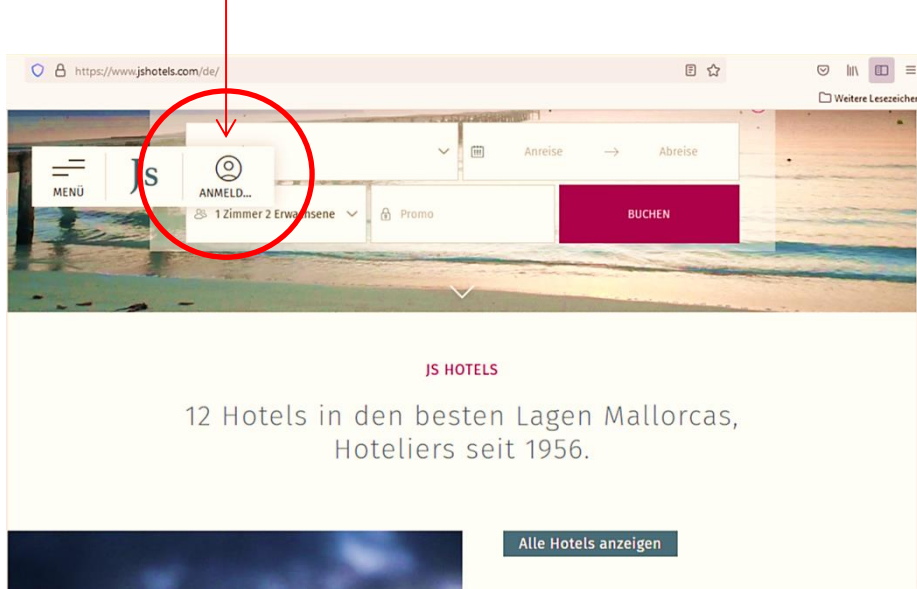 https://www.jshotels.com/de/
Weitere Lesezeichen
Anreise → Abreise
MENÜ
Js
ANMELD...
1 Zimmer 2 Erwachsene
Promo
BUCHEN
JS HOTELS
12 Hotels in den besten Lagen Mallorcas,
Hoteliers seit 1956.
Alle Hotels anzeigen